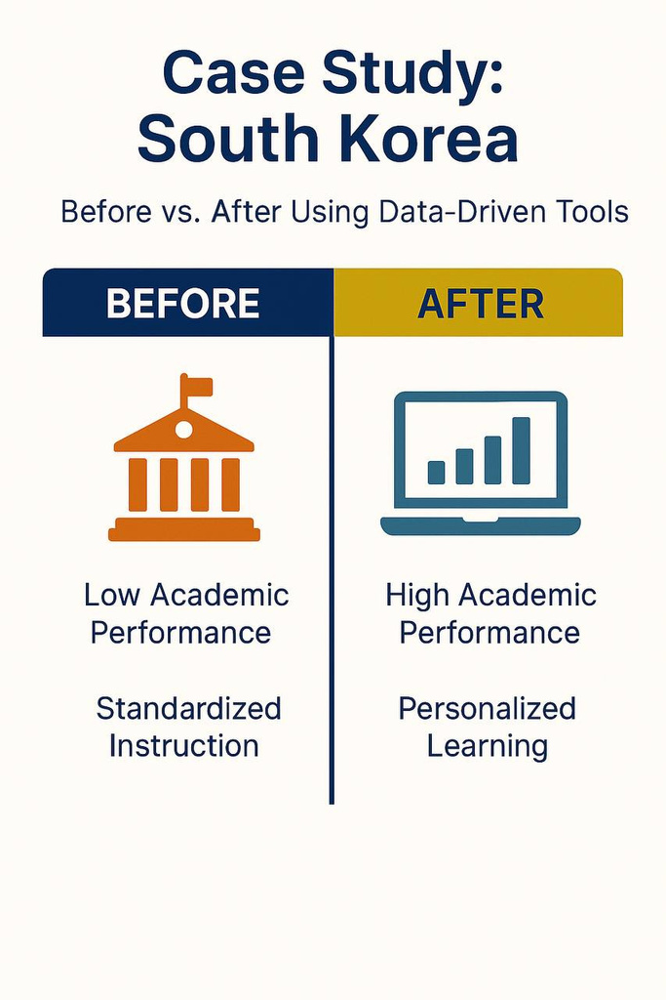 Case Study:
South Korea
Before vs. After Using Data-Driven Tools
BEFORE
AFTER
Low Academic
Performance
Standardized
Instruction
High Academic
Performance
Personalized
Learning